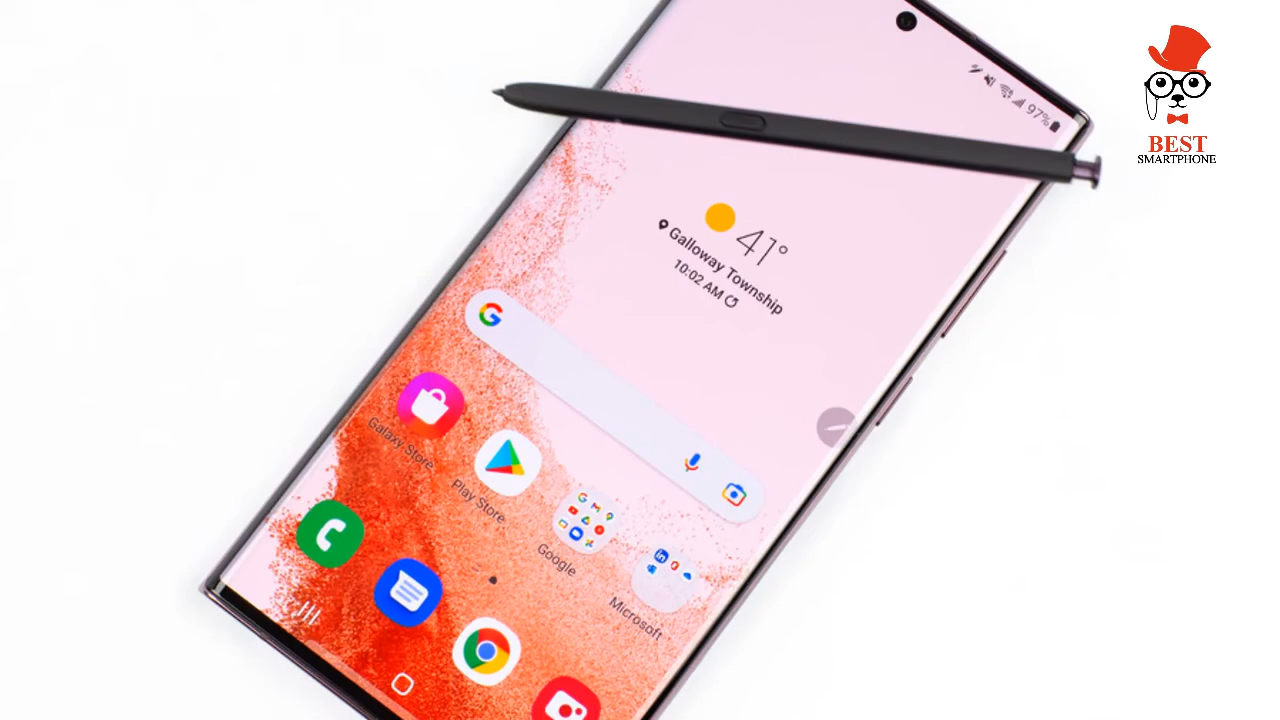 97%
BEST
SMARTPHONE
41°
Galloway Township
10:02 AM
Galaxy Store
Play Store
Google
Microsoft